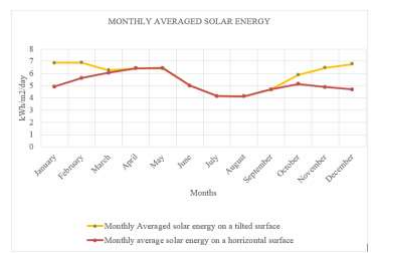 MONTHLY AVERAGED SOLAR ENERGY
8
7
6
5
4
3
2
1
0
kWh/m2/day
January
February
March
April
May
June
July
August
September
October
November
December
Months
Monthly Averaged solar energy on a tilted surface
Monthly average solar energy on a horrizontal surface